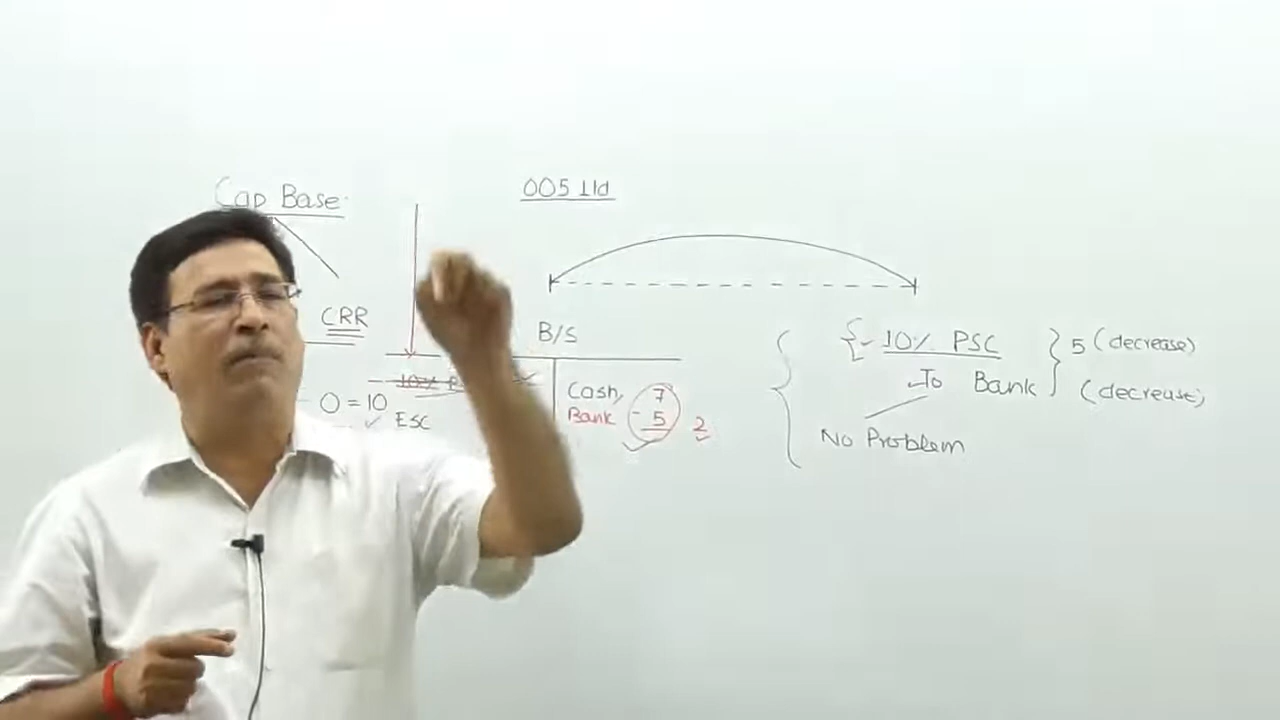 Cap Base
005 Ltd
CRR
B/S
0 = 10
ESC
Cash, 7
Bank - 5 2
10% PSC 5 (decrease)
To Bank (decrease)
No Problem